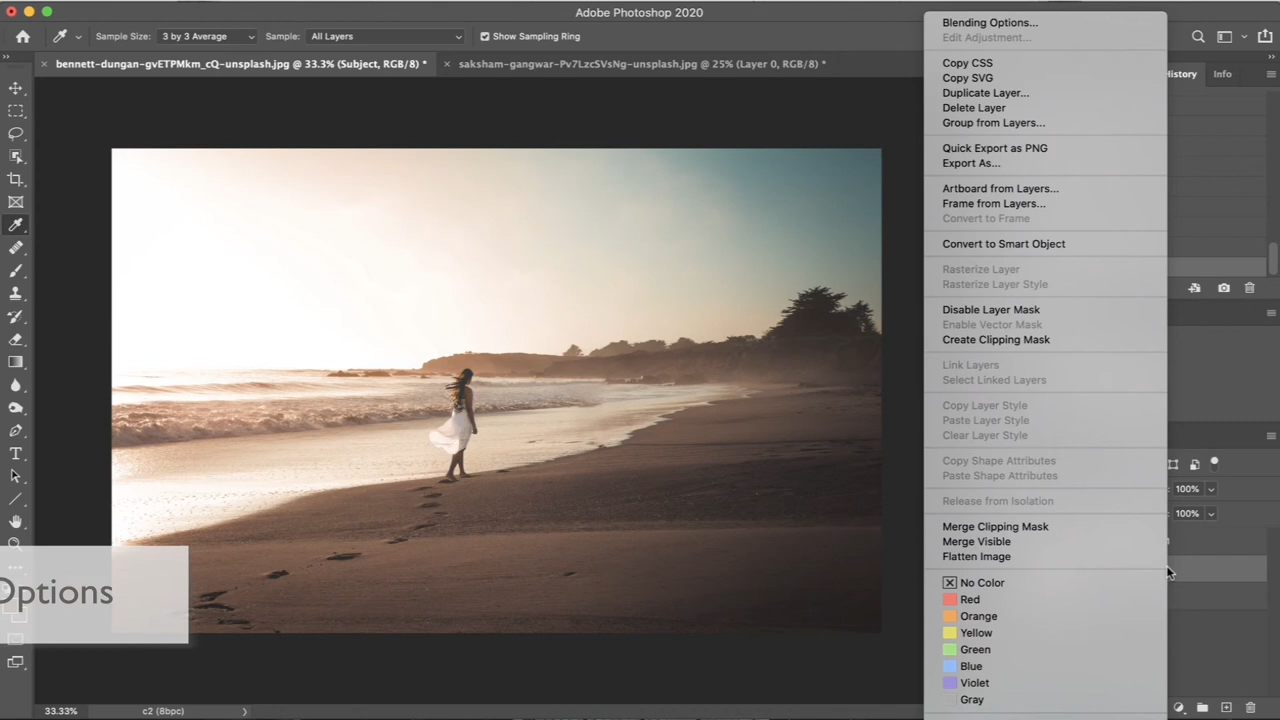 Adobe Photoshop 2020
Sample Size: 3 by 3 Average Sample: All Layers Show Sampling Ring
bennett-dungan-gvETPMkm_cQ-unsplash.jpg @ 33.3% (Subject, RGB/8) * saksham-gangwar-Pv7LzcSVsNg-unsplash.jpg @ 25% (Layer 0, RGB/8) *
Info
Blending Options...
Edit Adjustment...
Copy CSS
Copy SVG
Duplicate Layer...
Delete Layer
Group from Layers...
Quick Export as PNG
Export As...
Artboard from Layers...
Frame from Layers...
Convert to Frame
Convert to Smart Object
Rasterize Layer
Rasterize Layer Style
Disable Layer Mask
Enable Vector Mask
Create Clipping Mask
Link Layers
Select Linked Layers
Copy Layer Style
Paste Layer Style
Clear Layer Style
Copy Shape Attributes
Paste Shape Attributes
Release from Isolation
100%
100%
Merge Clipping Mask
Merge Visible
Flatten Image
No Color
Red
Orange
Yellow
Green
Blue
Violet
Gray
Options
33.33% c2 (8bpc)